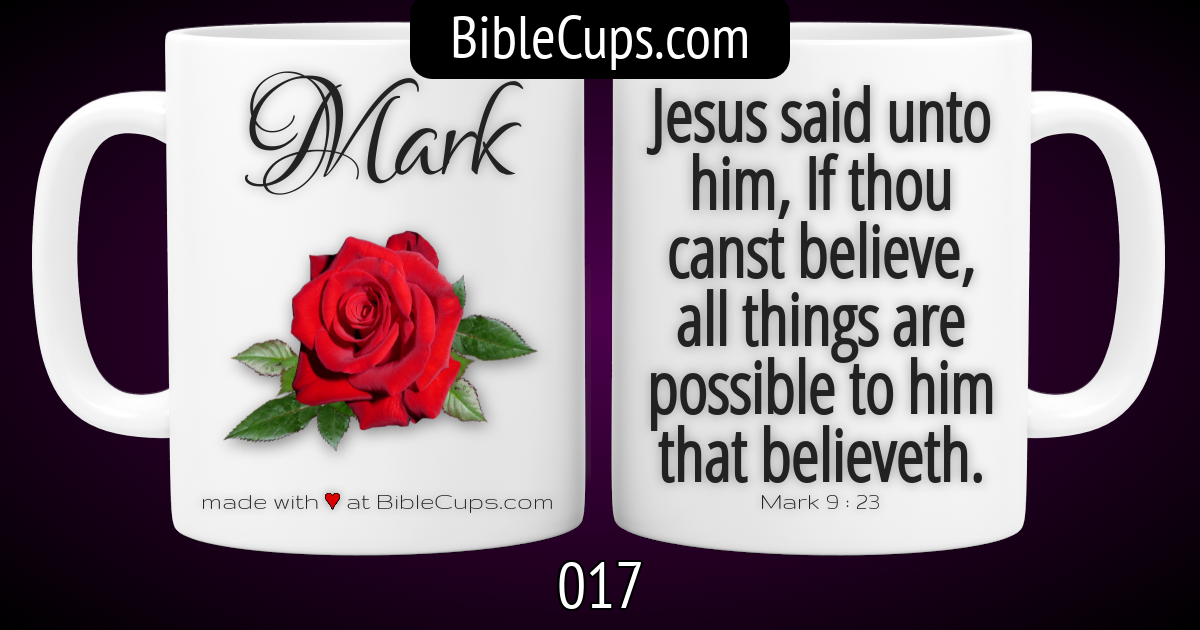 BibleCups.com
Mark
made with ♥ at BibleCups.com
Jesus said unto
him, If thou
canst believe,
all things are
possible to him
that believeth.
Mark 9 : 23
017